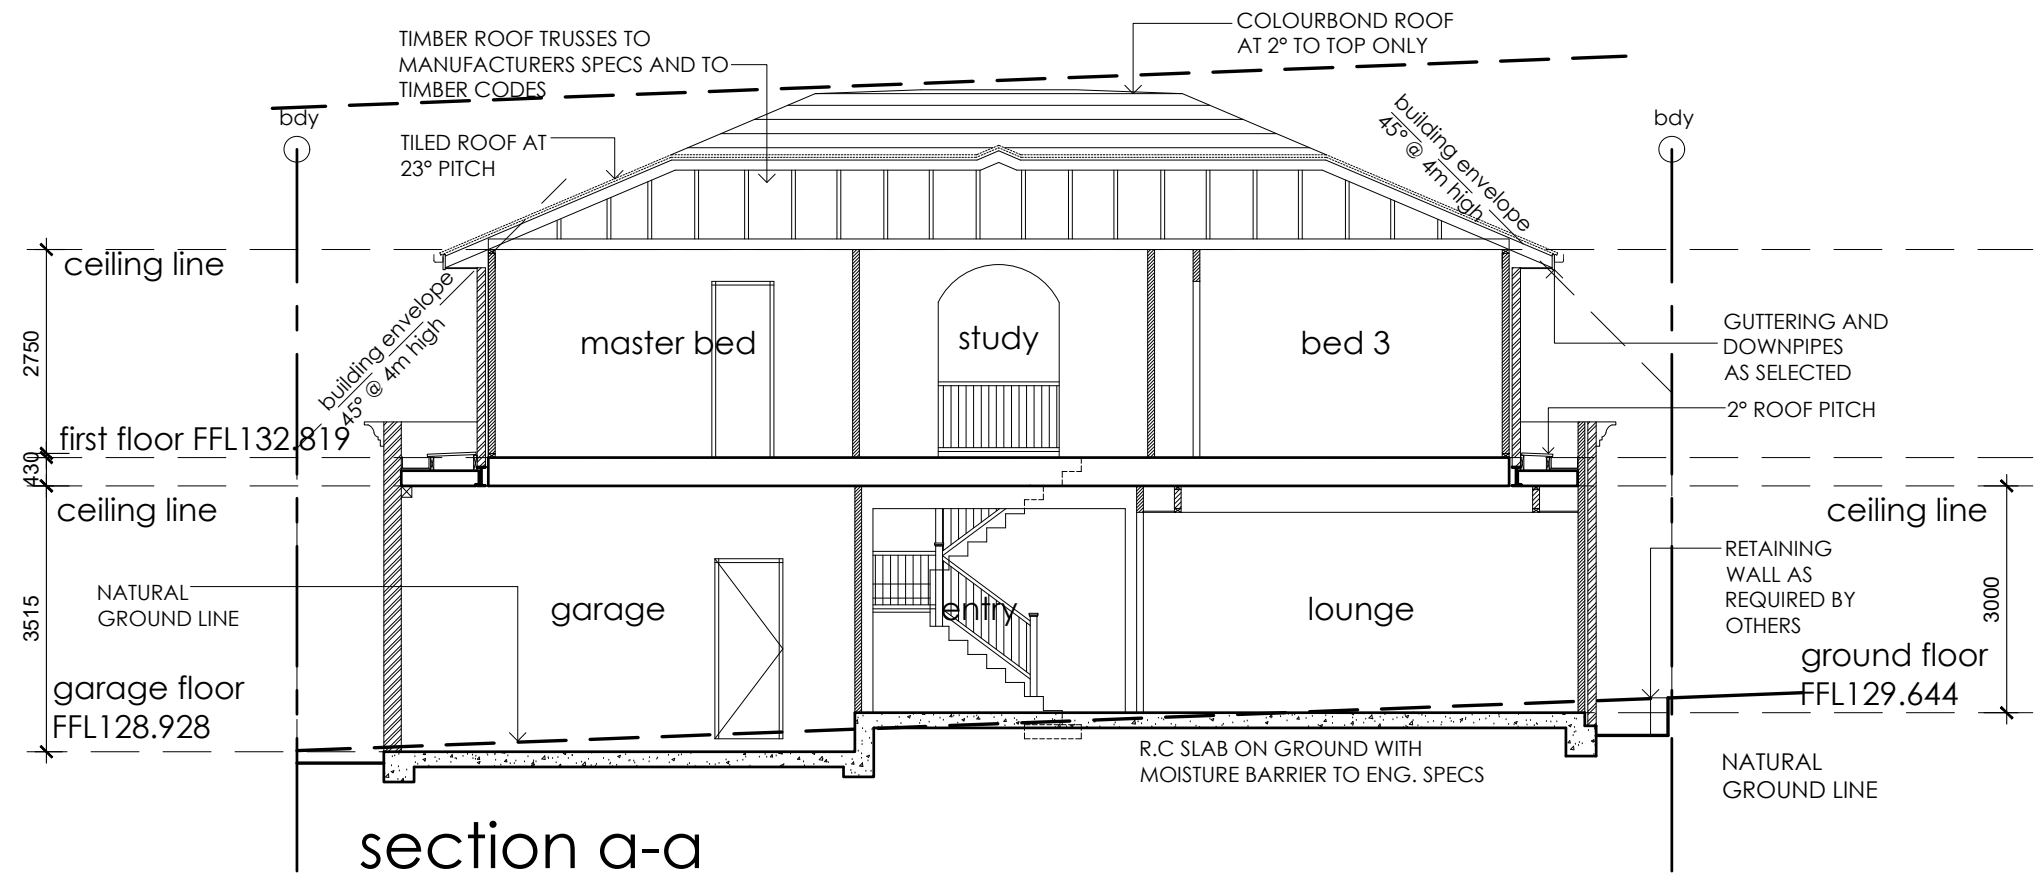 TIMBER ROOF TRUSSES TO
MANUFACTURERS SPECS AND TO
TIMBER CODES
COLOURBOND ROOF
AT 2° TO TOP ONLY
bdy
bdy
TILED ROOF AT
23° PITCH
building envelope
45° @ 4m high
ceiling line
building envelope
45° @ 4m high
2750
master bed
study
bed 3
GUTTERING AND
DOWNPIPES
AS SELECTED
2° ROOF PITCH
first floor FFL132.819
430
ceiling line
ceiling line
NATURAL
GROUND LINE
3515
garage
entry
lounge
RETAINING
WALL AS
REQUIRED BY
OTHERS
3000
garage floor
FFL128.928
ground floor
FFL129.644
R.C SLAB ON GROUND WITH
MOISTURE BARRIER TO ENG. SPECS
NATURAL
GROUND LINE
section a-a